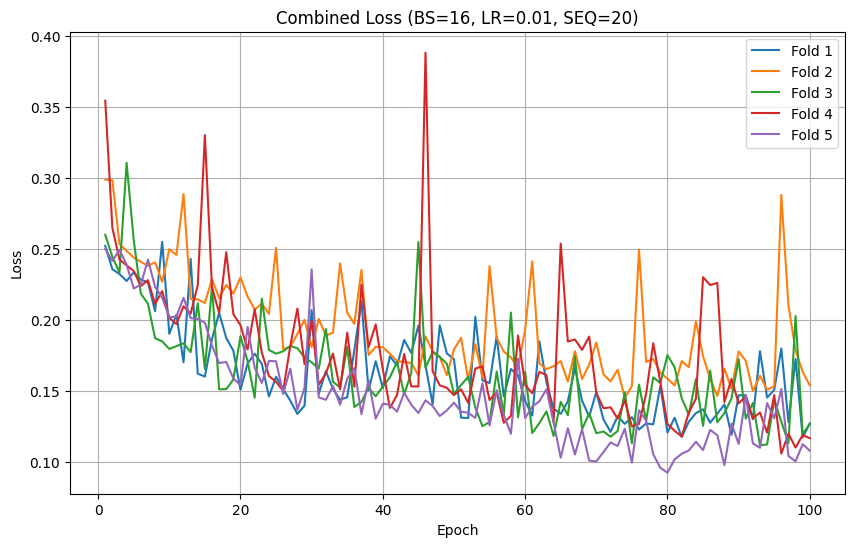 Combined Loss (BS=16, LR=0.01, SEQ=20)
Loss
0.40
0.35
0.30
0.25
0.20
0.15
0.10
0
20
40
60
80
100
Epoch
Fold 1
Fold 2
Fold 3
Fold 4
Fold 5